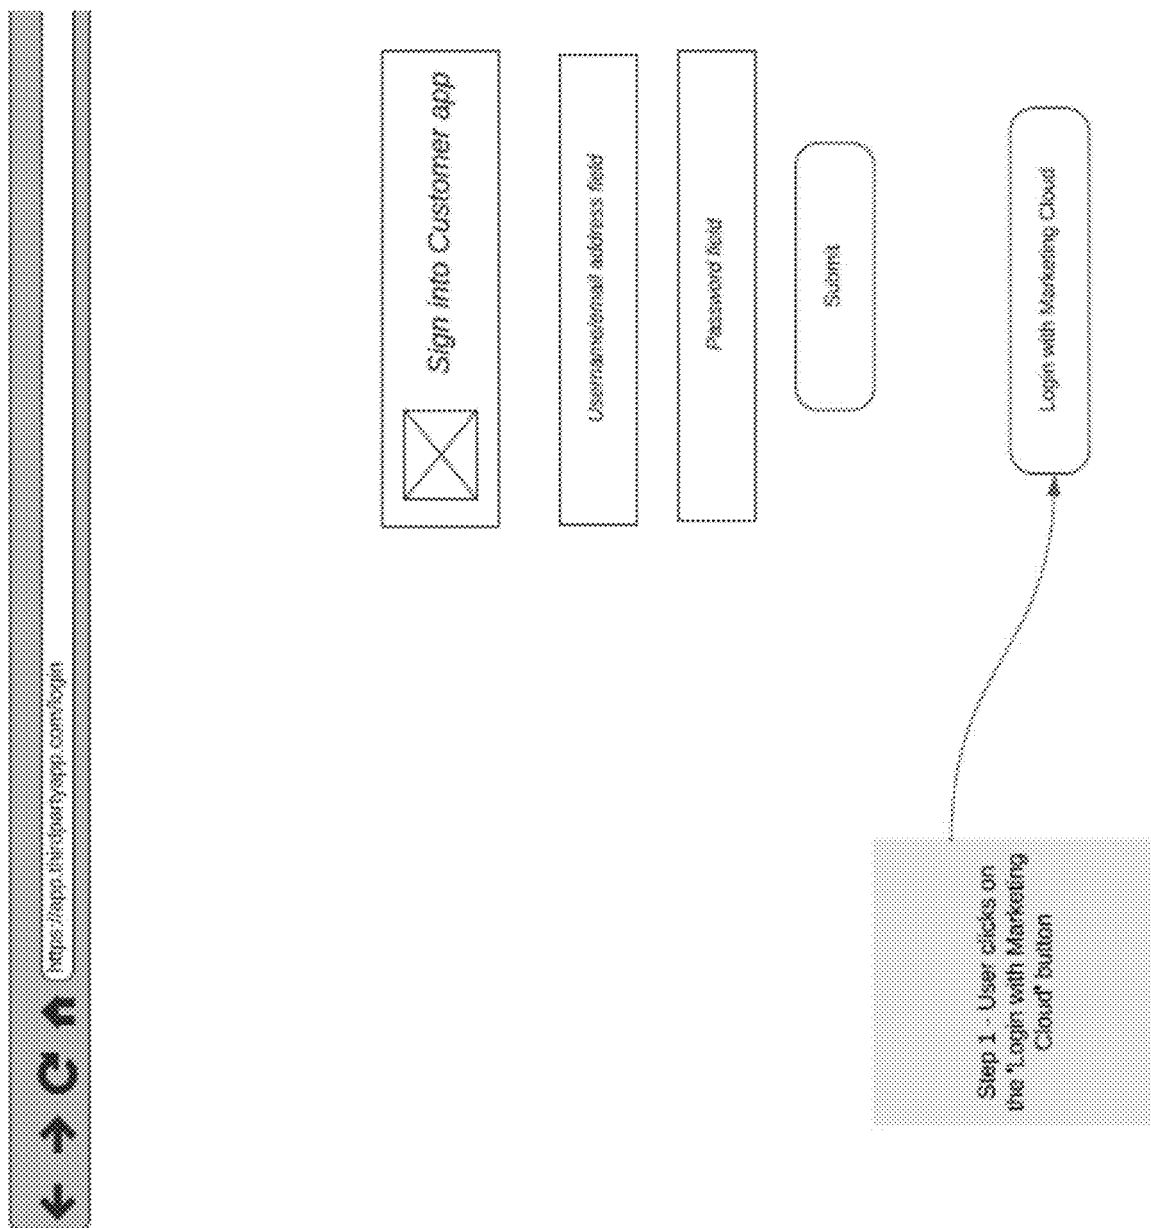 https://app.thirdpartyapp.com/login
Sign into Customer app
Username/email address field
Password field
Submit
Login with Marketing Cloud
Step 1 - User clicks on
the "Login with Marketing
Cloud" button